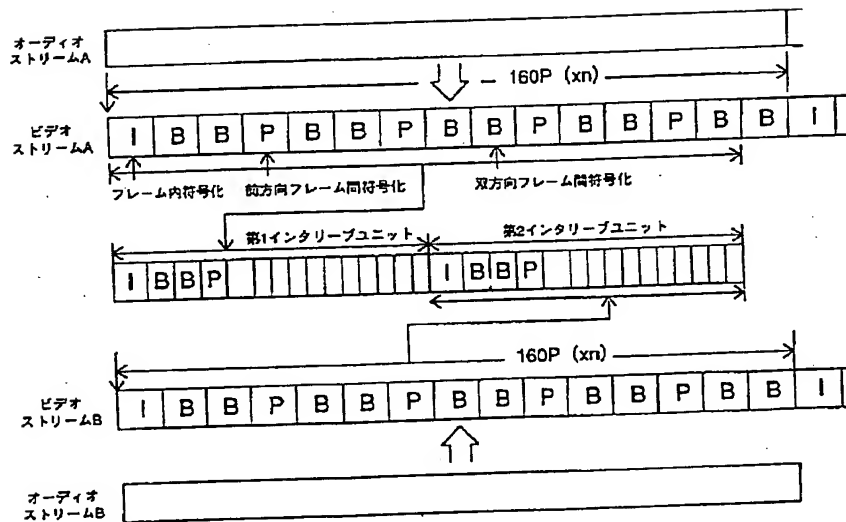 オーディオ
ストリームA
160P (xn)
ビデオ
ストリームA
I B B P B B P B B P B B P B B I
フレーム内符号化 前方向フレーム間符号化 双方向フレーム間符号化
第1インタリーブユニット 第2インタリーブユニット
I B B P I B B P
160P (xn)
ビデオ
ストリームB
I B B P B B P B B P B B P B B I
オーディオ
ストリームB